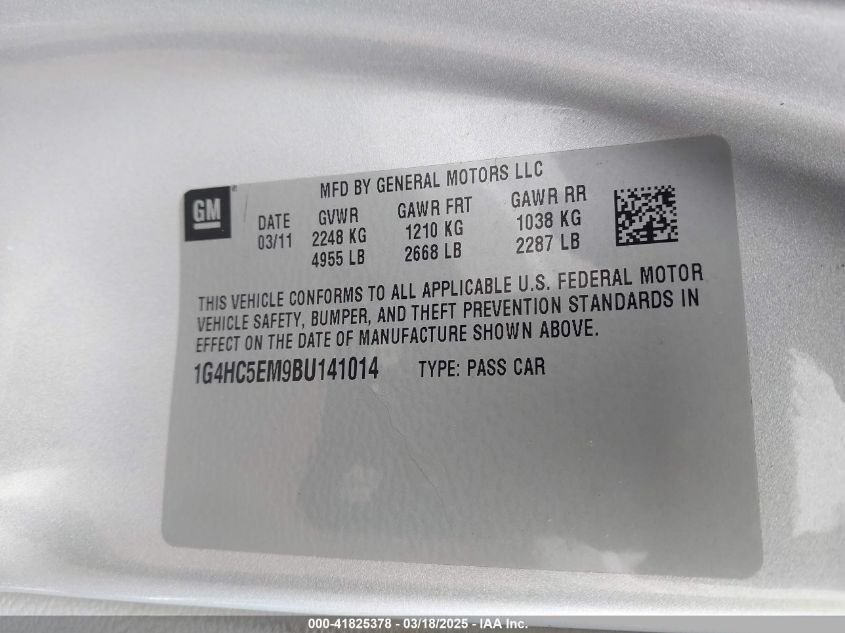 GM
MFD BY GENERAL MOTORS LLC
DATE GVWR GAWR FRT GAWR RR
03/11 2248 KG 1210 KG 1038 KG
4955 LB 2668 LB 2287 LB
THIS VEHICLE CONFORMS TO ALL APPLICABLE U.S. FEDERAL MOTOR
VEHICLE SAFETY, BUMPER, AND THEFT PREVENTION STANDARDS IN
EFFECT ON THE DATE OF MANUFACTURE SHOWN ABOVE.
1G4HC5EM9BU141014 TYPE: PASS CAR
000-41825378 - 03/18/2025 - IAA Inc.